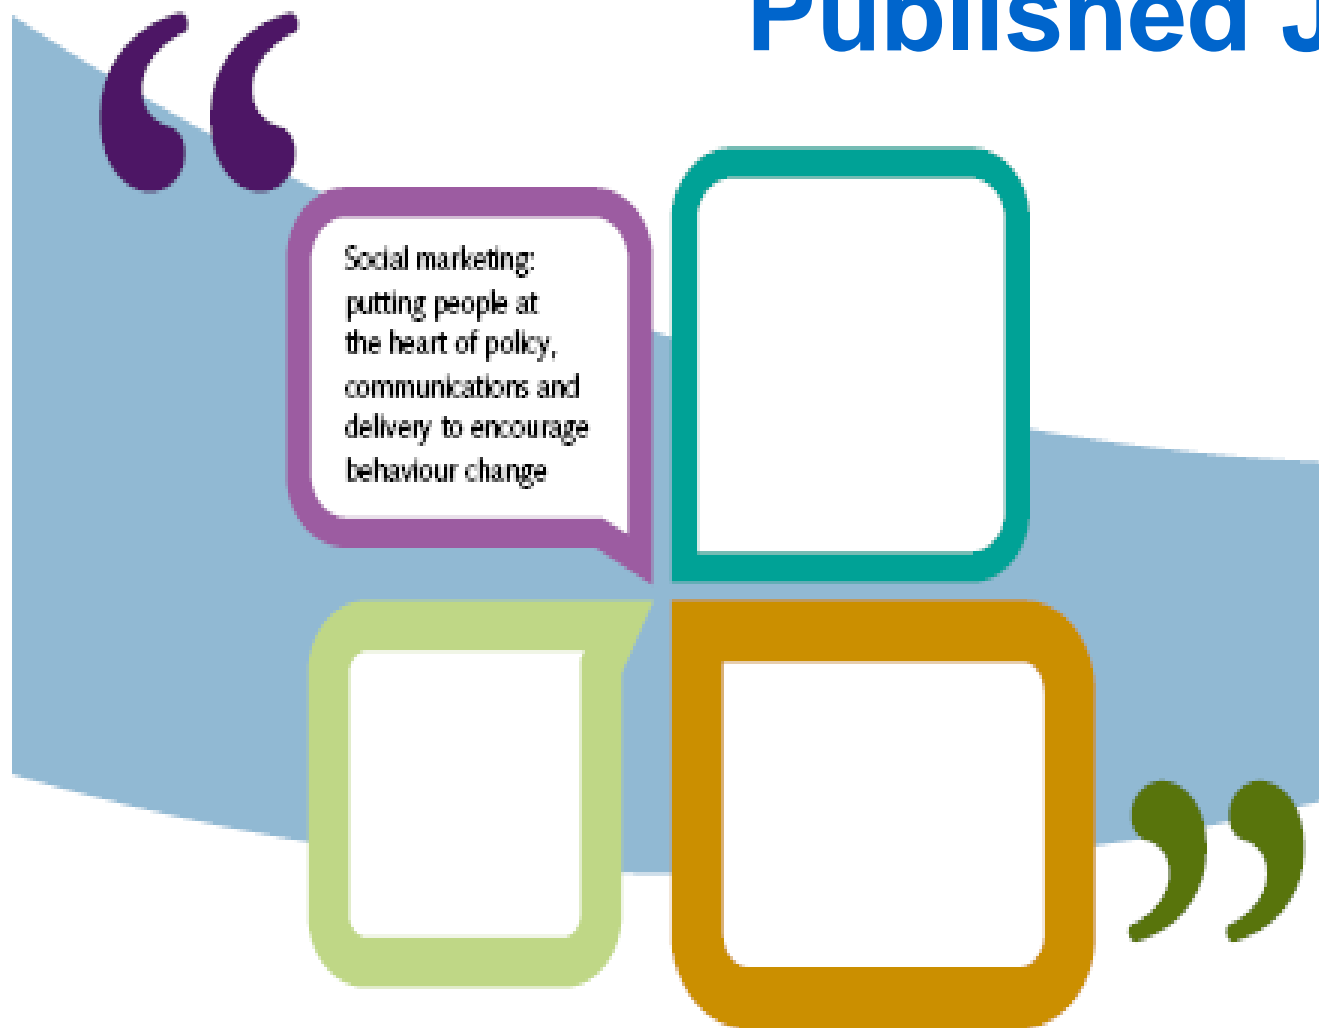 Published J
Social marketing:
putting people at
the heart of policy,
communications and
delivery to encourage
behaviour change